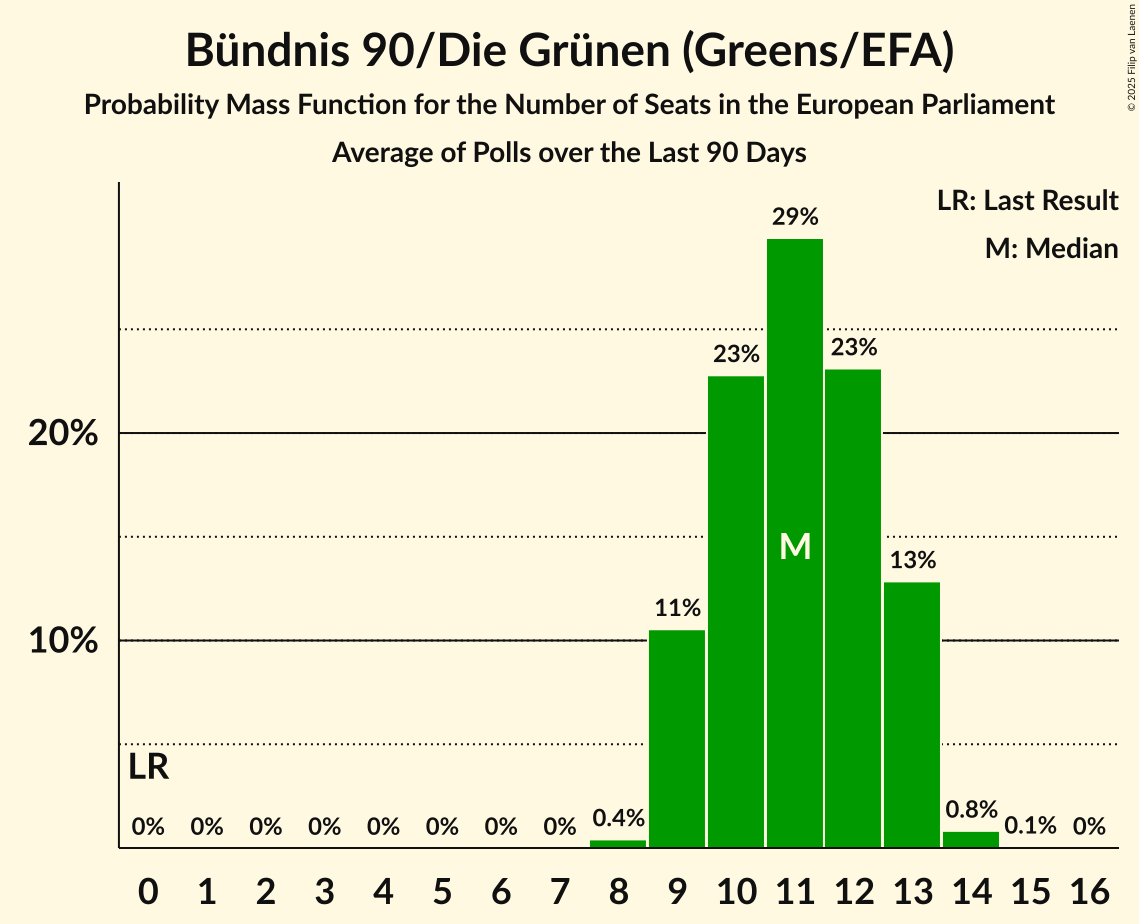 Bündnis 90/Die Grünen (Greens/EFA)
Probability Mass Function for the Number of Seats in the European Parliament
Average of Polls over the Last 90 Days
© 2025 Filip van Laenen
LR: Last Result
M: Median
29%
23%
23%
20%
M
13%
11%
10%
LR
0% 0% 0% 0% 0% 0% 0% 0% 0.4% 0.8% 0.1% 0%
0 1 2 3 4 5 6 7 8 9 10 11 12 13 14 15 16